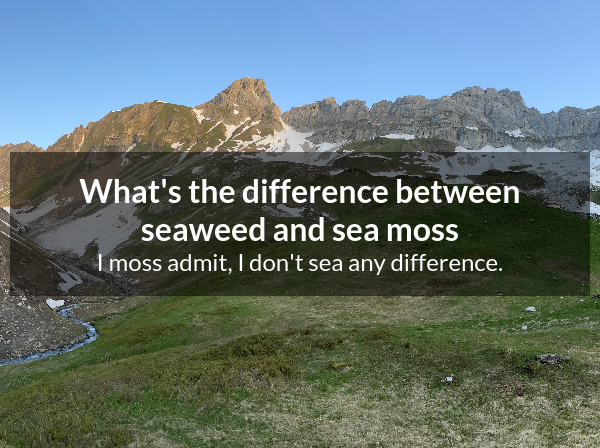 What's the difference between
seaweed and sea moss
I moss admit, I don't sea any difference.